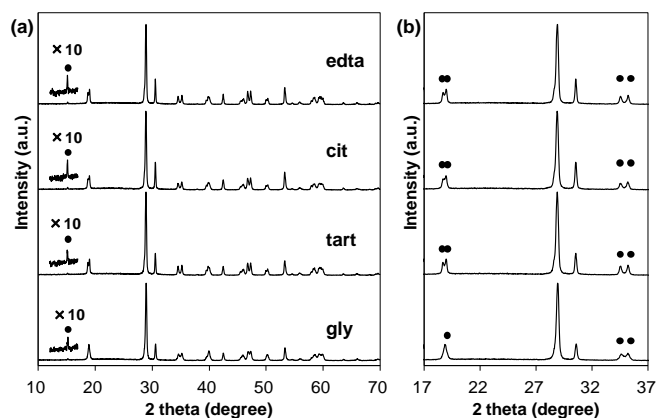 (a)
× 10
edta
× 10
cit
× 10
tart
× 10
gly
Intensity (a.u.)
10 20 30 40 50 60 70
2 theta (degree)
(b)
Intensity (a.u.)
17 22 27 32 37
2 theta (degree)